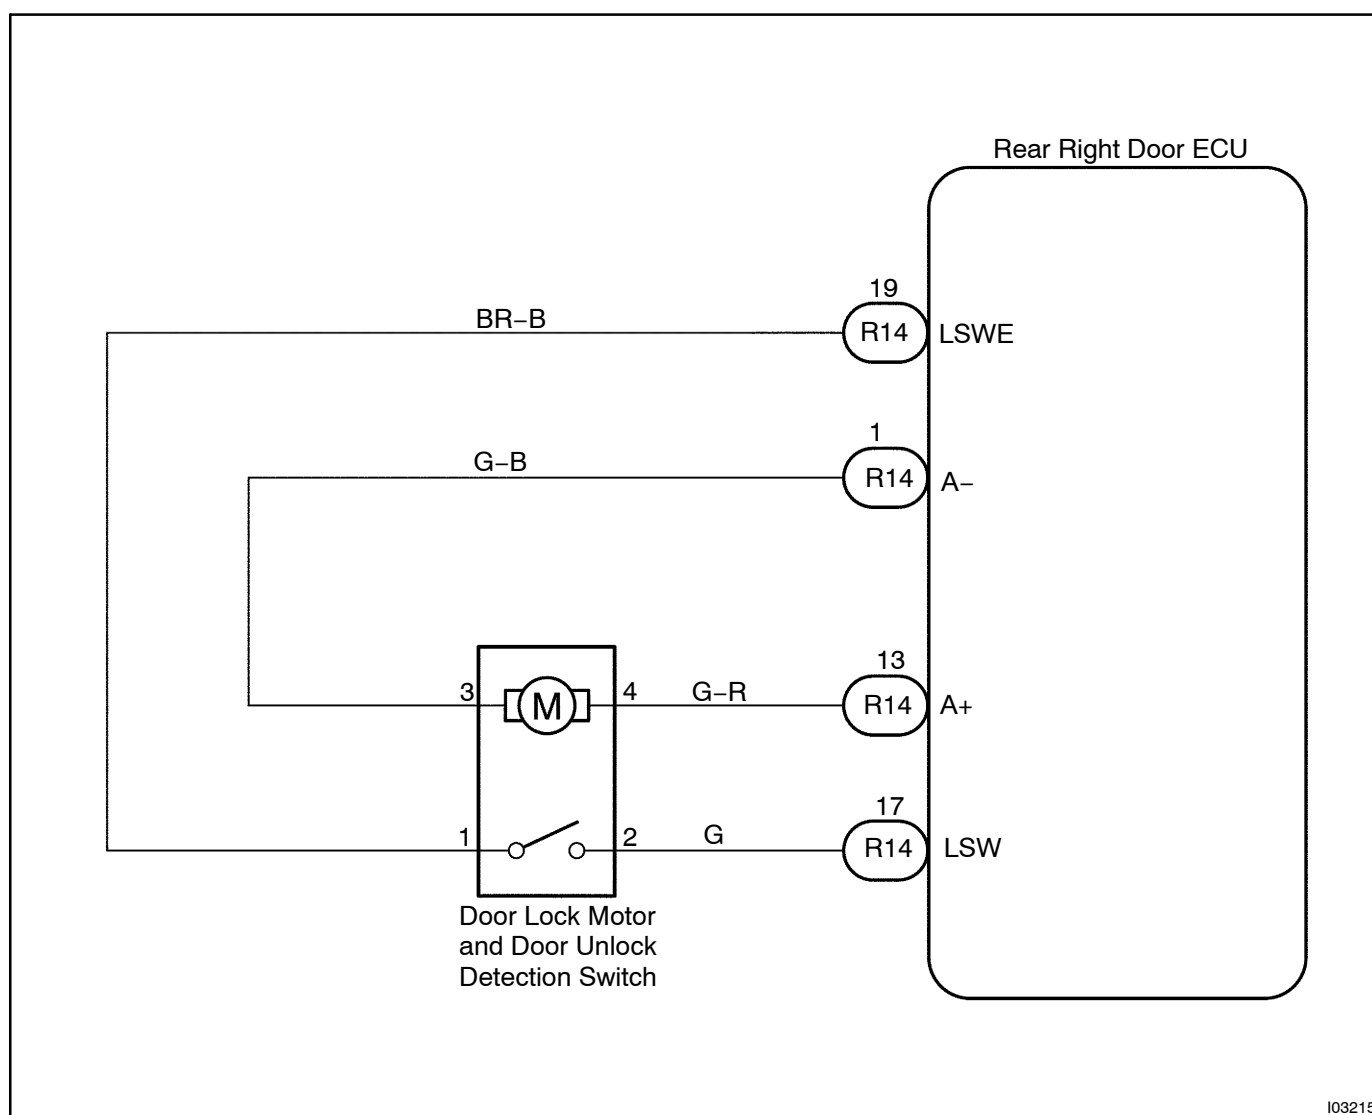 Rear Right Door ECU
19
BR−B
R14
LSWE
1
G−B
R14
A−
13
3
M
4
G−R
R14
A+
17
1
2
G
R14
LSW
Door Lock Motor
and Door Unlock
Detection Switch